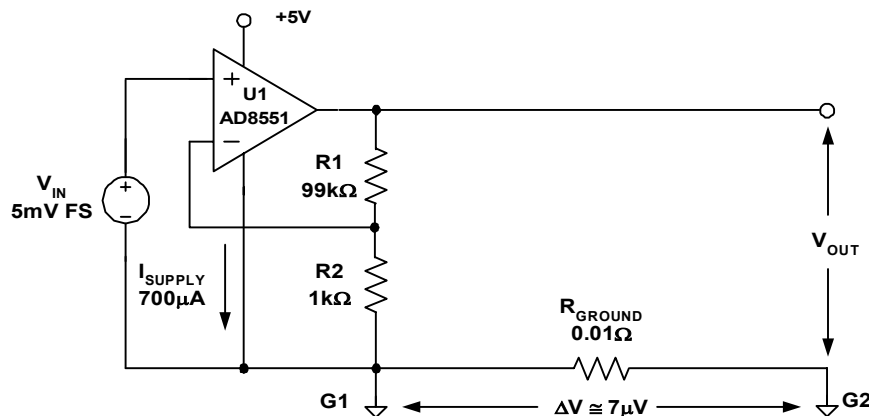 +5V
+
U1
AD8551
−
R1
99kΩ
V_IN
5mV FS
+
−
V_OUT
I_SUPPLY
700µA
R2
1kΩ
R_GROUND
0.01Ω
G1
ΔV ≅ 7µV
G2